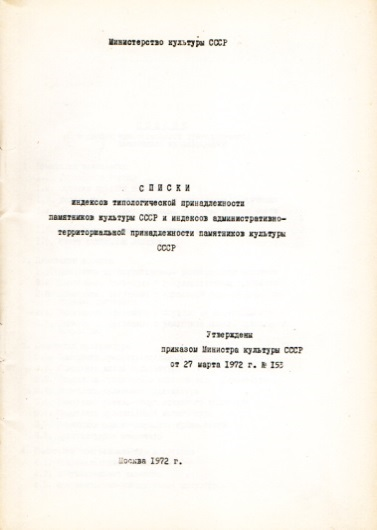 Министерство культуры СССР
СПИСКИ
индексов типологической принадлежности
памятников культуры СССР и индексов административно-
территориальной принадлежности памятников культуры
СССР
Утверждены
приказом Министра культуры СССР
от 27 марта 1972 г. № 153
Москва 1972 г.